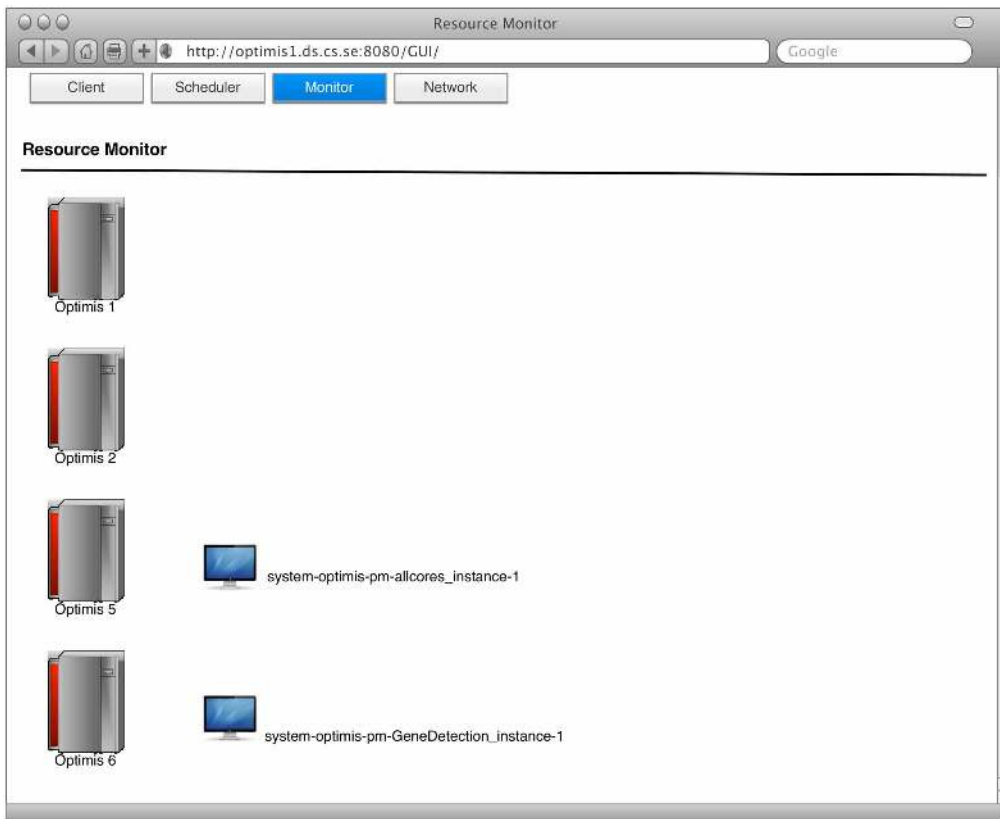 Resource Monitor
http://optimis1.ds.cs.se:8080/GUI/
Google
Client Scheduler Monitor Network
Resource Monitor
Optimis 1
Optimis 2
Optimis 5
system-optimis-pm-allcores_instance-1
Optimis 6
system-optimis-pm-GeneDetection_instance-1